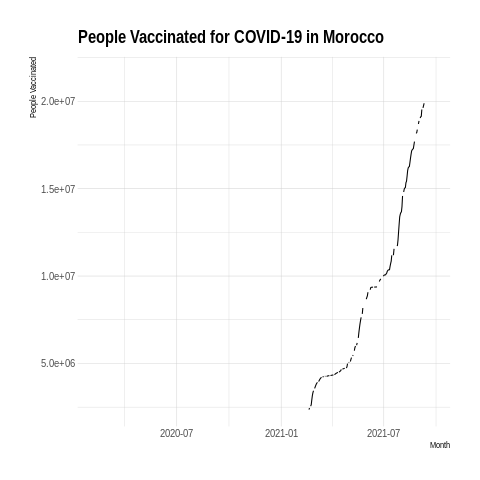 People Vaccinated for COVID-19 in Morocco
People Vaccinated
2.0e+07
1.5e+07
1.0e+07
5.0e+06
2020-07
2021-01
2021-07
Month